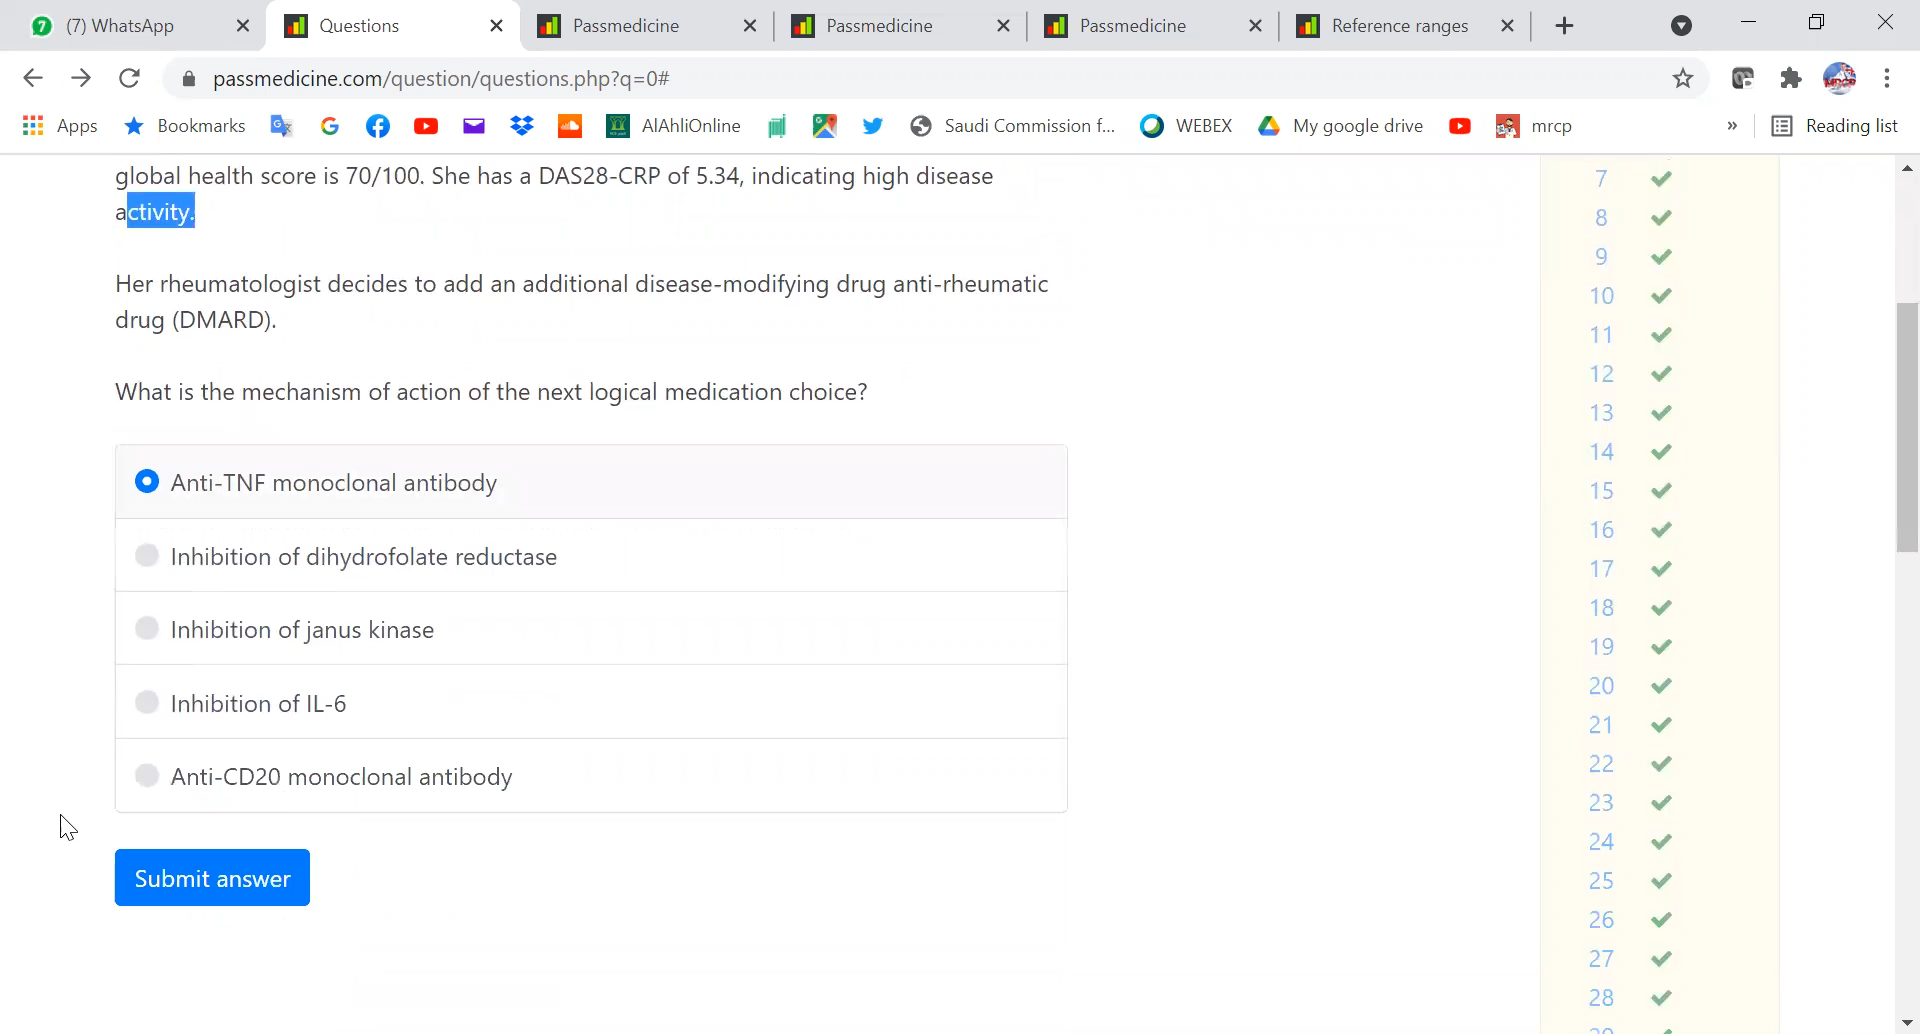 7 (7) WhatsApp
Questions
Passmedicine
Passmedicine
Passmedicine
Reference ranges
passmedicine.com/question/questions.php?q=0#
Apps
Bookmarks
AlAhliOnline
Saudi Commission f...
WEBEX
My google drive
mrcp
»
Reading list
global health score is 70/100. She has a DAS28-CRP of 5.34, indicating high disease
activity.
Her rheumatologist decides to add an additional disease-modifying drug anti-rheumatic
drug (DMARD).
What is the mechanism of action of the next logical medication choice?
Anti-TNF monoclonal antibody
Inhibition of dihydrofolate reductase
Inhibition of janus kinase
Inhibition of IL-6
Anti-CD20 monoclonal antibody
Submit answer
7
8
9
10
11
12
13
14
15
16
17
18
19
20
21
22
23
24
25
26
27
28